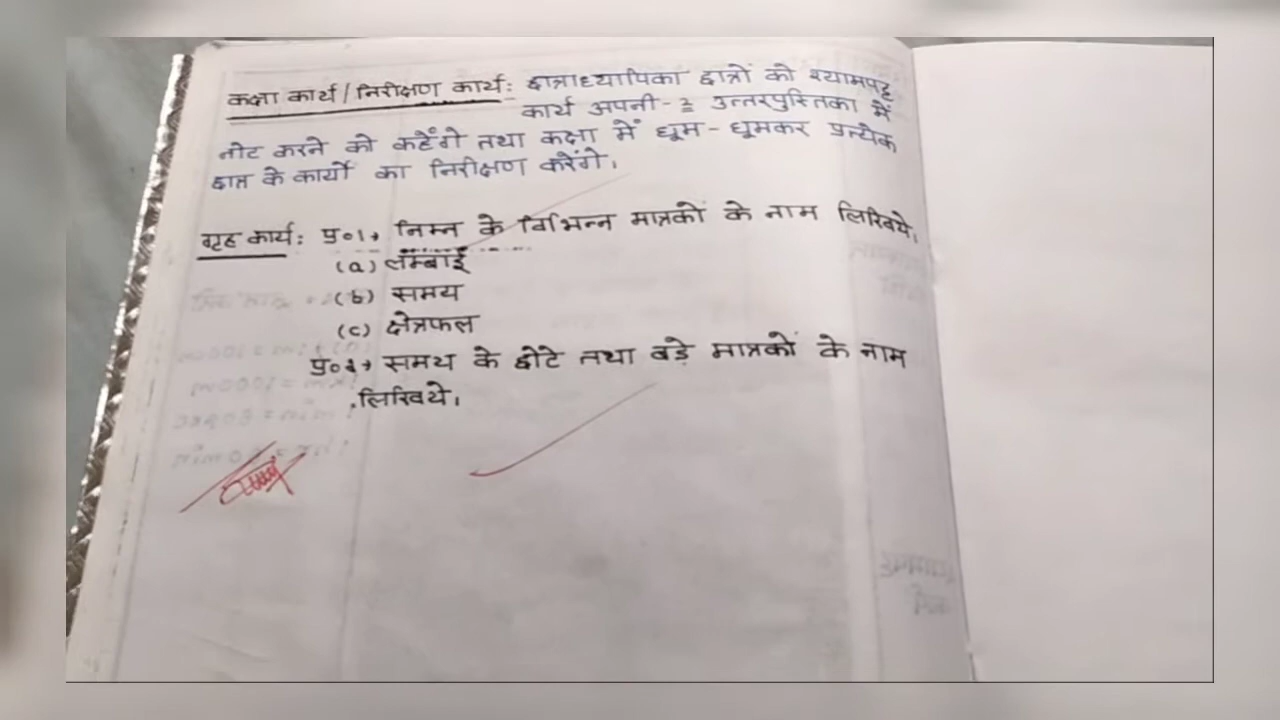 कक्षा कार्य/निरीक्षण कार्य: छात्राध्यापिका छात्रों को श्यामपट्ट
कार्य अपनी-२ उत्तरपुस्तिका में
नोट करने को कहेंगे तथा कक्षा में धूम-धूमकर प्रत्येक
छात्र के कार्यों का निरीक्षण करेंगे।
गृह कार्य: प्र०1→ निम्न के विभिन्न मात्रकों के नाम लिखिये।
(a) लम्बाई
(b) समय
(c) क्षेत्रफल
प्र०2→ समय के छोटे तथा बड़े मात्रकों के नाम
लिखिये।